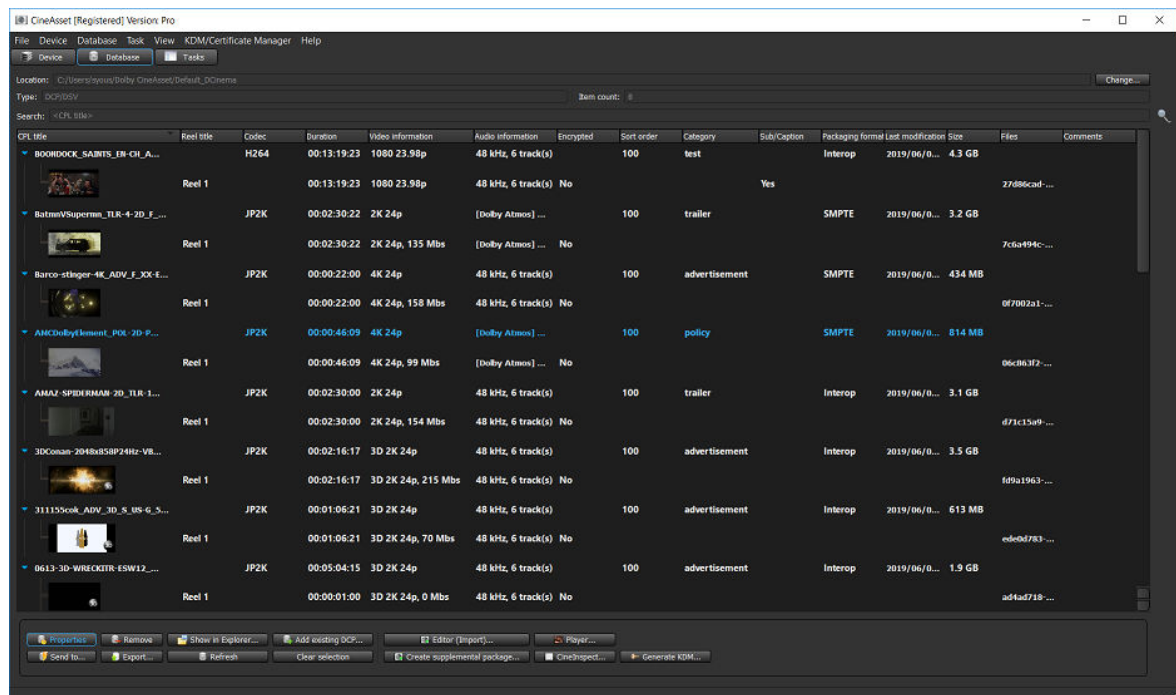 CineAsset [Registered] Version: Pro
File Device Database Task View KDM/Certificate Manager Help
Device Database Tasks
Location: C:/Users/syous/Dolby CineAsset/Default_DCinema Change...
Type: DCP/DSV Item count: 8
Search: <CPL title>
CPL title Reel title Codec Duration Video information Audio information Encrypted Sort order Category Sub/Caption Packaging format Last modification Size Files Comments
BOONDOCK_SAINTS_EN-CH_A... H264 00:13:19:23 1080 23.98p 48 kHz, 6 track(s) 100 test Interop 2019/06/0... 4.3 GB
Reel 1 00:13:19:23 1080 23.98p 48 kHz, 6 track(s) No Yes 27d86cad-...
BatmnVSupermn_TLR-4-2D_F_... JP2K 00:02:30:22 2K 24p [Dolby Atmos] ... 100 trailer SMPTE 2019/06/0... 3.2 GB
Reel 1 00:02:30:22 2K 24p, 135 Mbs [Dolby Atmos] ... No 7c6a494c-...
Barco-stinger-4K_ADV_F_XX-E... JP2K 00:00:22:00 4K 24p 48 kHz, 6 track(s) 100 advertisement SMPTE 2019/06/0... 434 MB
Reel 1 00:00:22:00 4K 24p, 158 Mbs 48 kHz, 6 track(s) No 0f7002a1-...
AMCDolbyElement_POL-2D-P... JP2K 00:00:46:09 4K 24p [Dolby Atmos] ... 100 policy SMPTE 2019/06/0... 814 MB
Reel 1 00:00:46:09 4K 24p, 99 Mbs [Dolby Atmos] ... No 06c863f2-...
AMAZ-SPIDERMAN-2D_TLR-1... JP2K 00:02:30:00 2K 24p 48 kHz, 6 track(s) 100 trailer Interop 2019/06/0... 3.1 GB
Reel 1 00:02:30:00 2K 24p, 154 Mbs 48 kHz, 6 track(s) No d71c15a9-...
3DConan-2048x858P24Hz-VB... JP2K 00:02:16:17 3D 2K 24p 48 kHz, 6 track(s) 100 advertisement Interop 2019/06/0... 3.5 GB
Reel 1 00:02:16:17 3D 2K 24p, 215 Mbs 48 kHz, 6 track(s) No fd9a1963-...
311155cok_ADV_3D_S_US-G_5... JP2K 00:01:06:21 3D 2K 24p 48 kHz, 6 track(s) 100 advertisement Interop 2019/06/0... 613 MB
Reel 1 00:01:06:21 3D 2K 24p, 70 Mbs 48 kHz, 6 track(s) No ede0d783-...
0613-3D-WRECKITR-ESW12_... JP2K 00:05:04:15 3D 2K 24p 48 kHz, 6 track(s) 100 advertisement Interop 2019/06/0... 1.9 GB
Reel 1 00:00:01:00 3D 2K 24p, 0 Mbs 48 kHz, 6 track(s) No ad4ad718-...
Properties Remove Show in Explorer... Add existing DCP... Editor (Import)... Player...
Send to... Export... Refresh Clear selection Create supplemental package... CineInspect... Generate KDM...